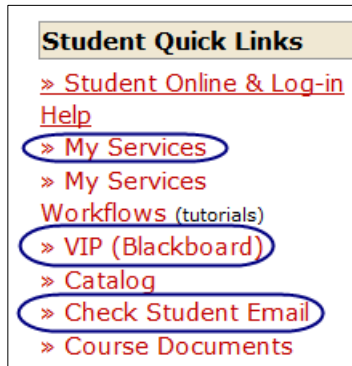 Student Quick Links
» Student Online & Log-in
Help
» My Services
» My Services
Workflows (tutorials)
» VIP (Blackboard)
» Catalog
» Check Student Email
» Course Documents